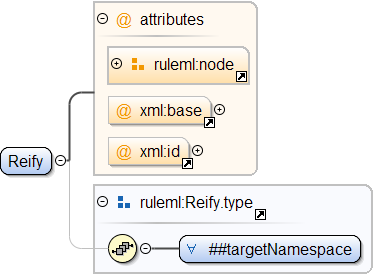 attributes
ruleml:node
@ xml:base
@ xml:id
Reify
ruleml:Reify.type
∀ ##targetNamespace